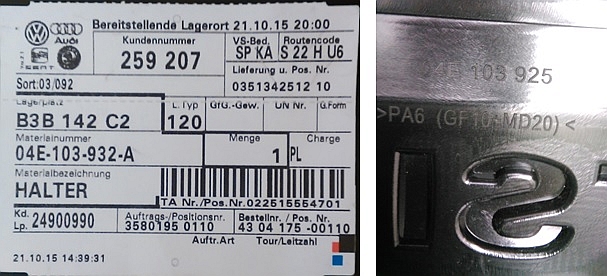 Bereitstellende Lagerort 21.10.15 20:00
Audi
SEAT
Kundennummer
259 207
VS-Bed. Routencode
SP KA S 22 H U6
Lieferung u. Pos. Nr.
0351342512 10
Sort:03/092
Lagerplatz
B3B 142 C2
L.Typ
120
GfG.-Gew. UN Nr. G.Form
Materialnummer
04E-103-932-A
Menge
1 PL
Charge
Materialbezeichnung
HALTER
TA Nr./Pos.Nr.022515554701
Kd.
Lp. 24900990
Auftrags-/Positionsnr.
3580195 0110
Bestellnr. / Pos. Nr.
43 04 175 -00110
Auftr.Art Tour/Leitzahl
21.10.15 14:39:31
103 925
>PA6 (GF10-MD20)<